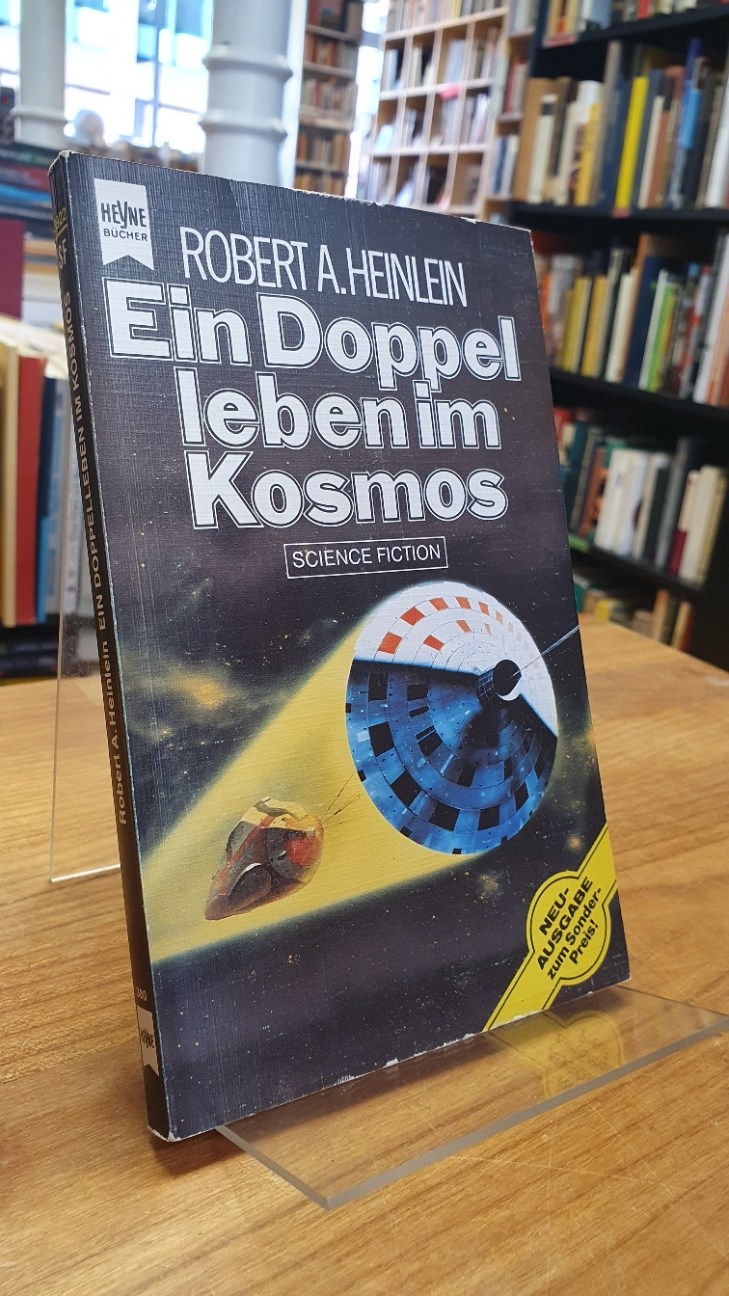 HEYNE
BÜCHER
ROBERT A. HEINLEIN
Ein Doppel
leben im
Kosmos
SCIENCE FICTION
NEU-
AUSGABE
zum Sonder-
Preis!
Robert A. Heinlein EIN DOPPELLEBEN IM KOSMOS
HEYNE